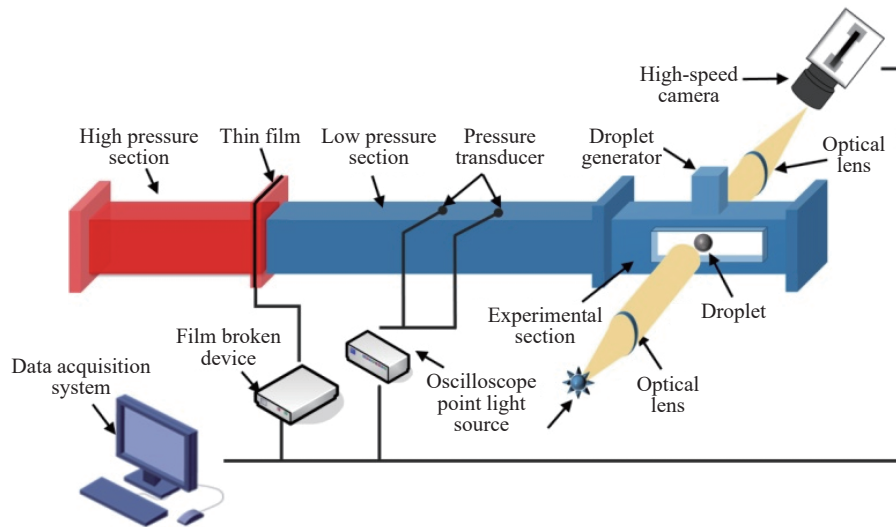 High-speed
camera
High pressure
section
Thin film
Low pressure
section
Pressure
transducer
Droplet
generator
Optical
lens
Experimental
section
Droplet
Film broken
device
Data acquisition
system
Oscilloscope
point light
source
Optical
lens